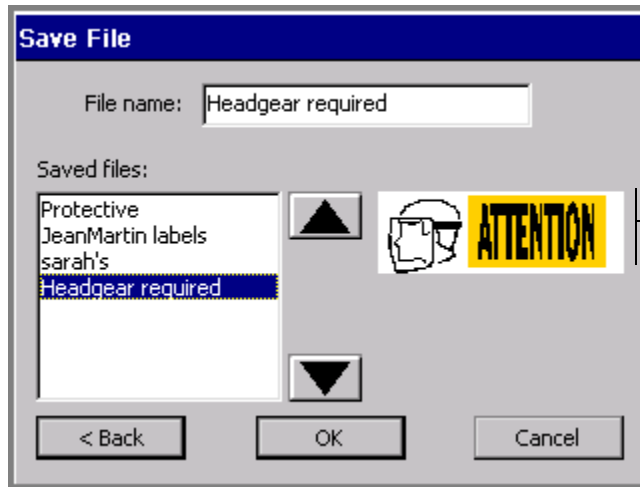 Save File
File name: Headgear required
Saved files:
Protective
JeanMartin labels
sarah's
Headgear required
ATTENTION
< Back OK Cancel